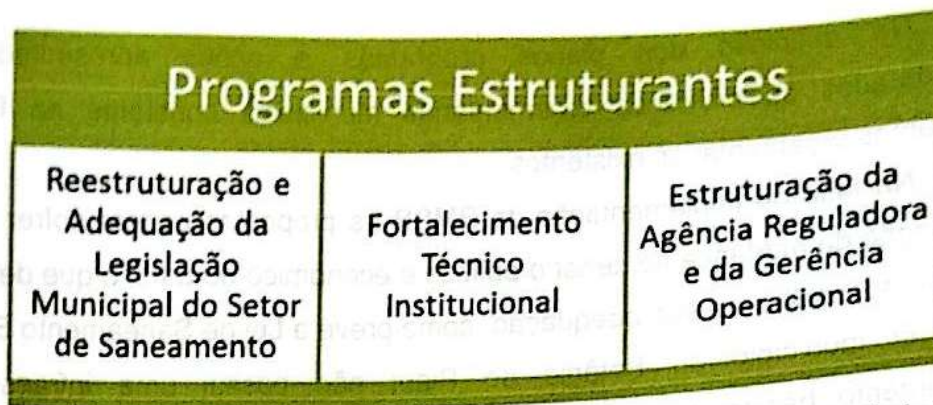 Programas Estruturantes
Reestruturação e
Adequação da
Legislação
Municipal do Setor
de Saneamento
Fortalecimento
Técnico
Institucional
Estruturação da
Agência Reguladora
e da Gerência
Operacional